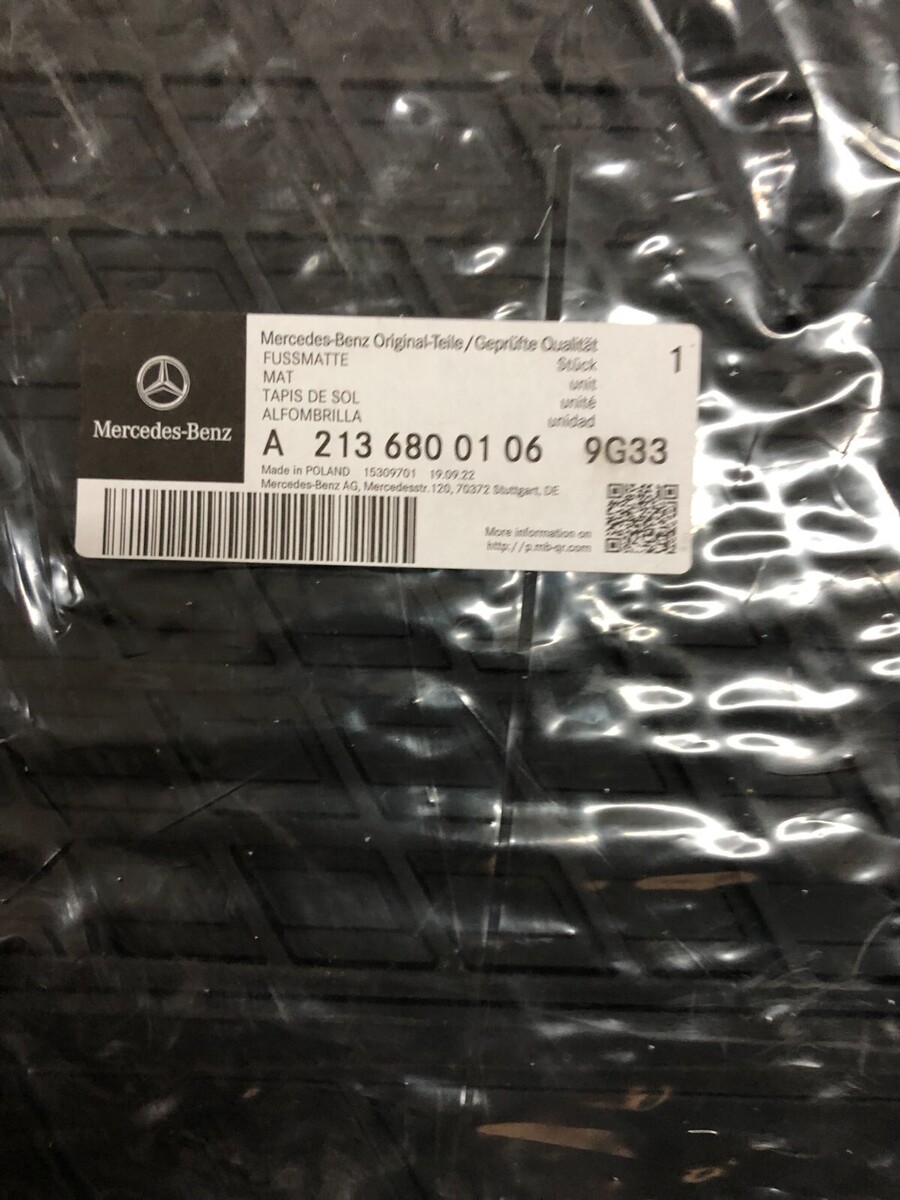 Mercedes-Benz
Mercedes-Benz Original-Teile/Geprüfte Qualität
FUSSMATTE Stück 1
MAT unit
TAPIS DE SOL unité
ALFOMBRILLA unidad
A 213 680 01 06 9G33
Made in POLAND 15309701 19.09.22
Mercedes-Benz AG, Mercedesstr.120, 70372 Stuttgart, DE
More information on
http://p.mb-qr.com